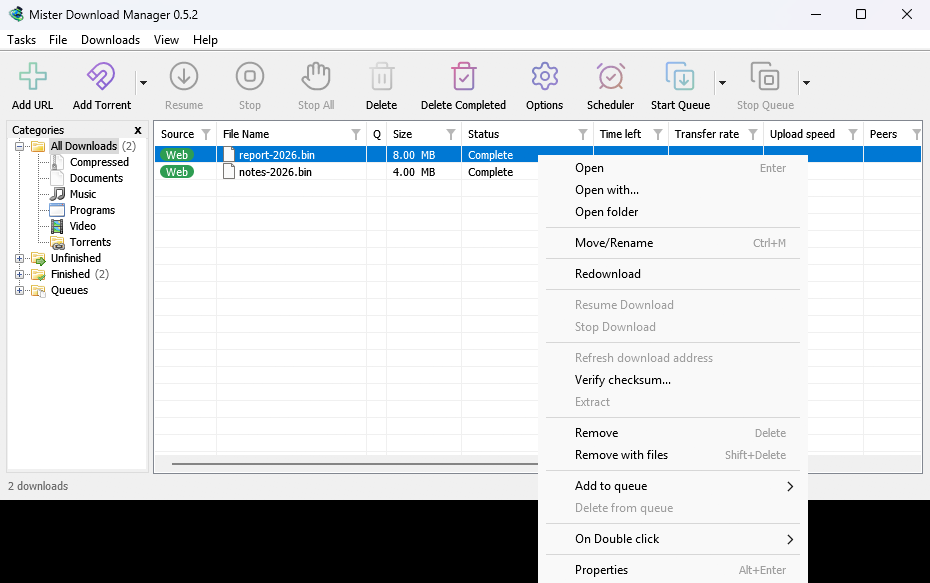 Mister Download Manager 0.5.2
Tasks File Downloads View Help
Add URL Add Torrent Resume Stop Stop All Delete Delete Completed Options Scheduler Start Queue Stop Queue
Categories x
All Downloads (2)
Compressed
Documents
Music
Programs
Video
Torrents
Unfinished
Finished (2)
Queues
Source File Name Q Size Status Time left Transfer rate Upload speed Peers
Web report-2026.bin 8.00 MB Complete
Web notes-2026.bin 4.00 MB Complete
Open Enter
Open with...
Open folder
Move/Rename Ctrl+M
Redownload
Resume Download
Stop Download
Refresh download address
Verify checksum...
Extract
Remove Delete
Remove with files Shift+Delete
Add to queue
Delete from queue
On Double click
Properties Alt+Enter
2 downloads